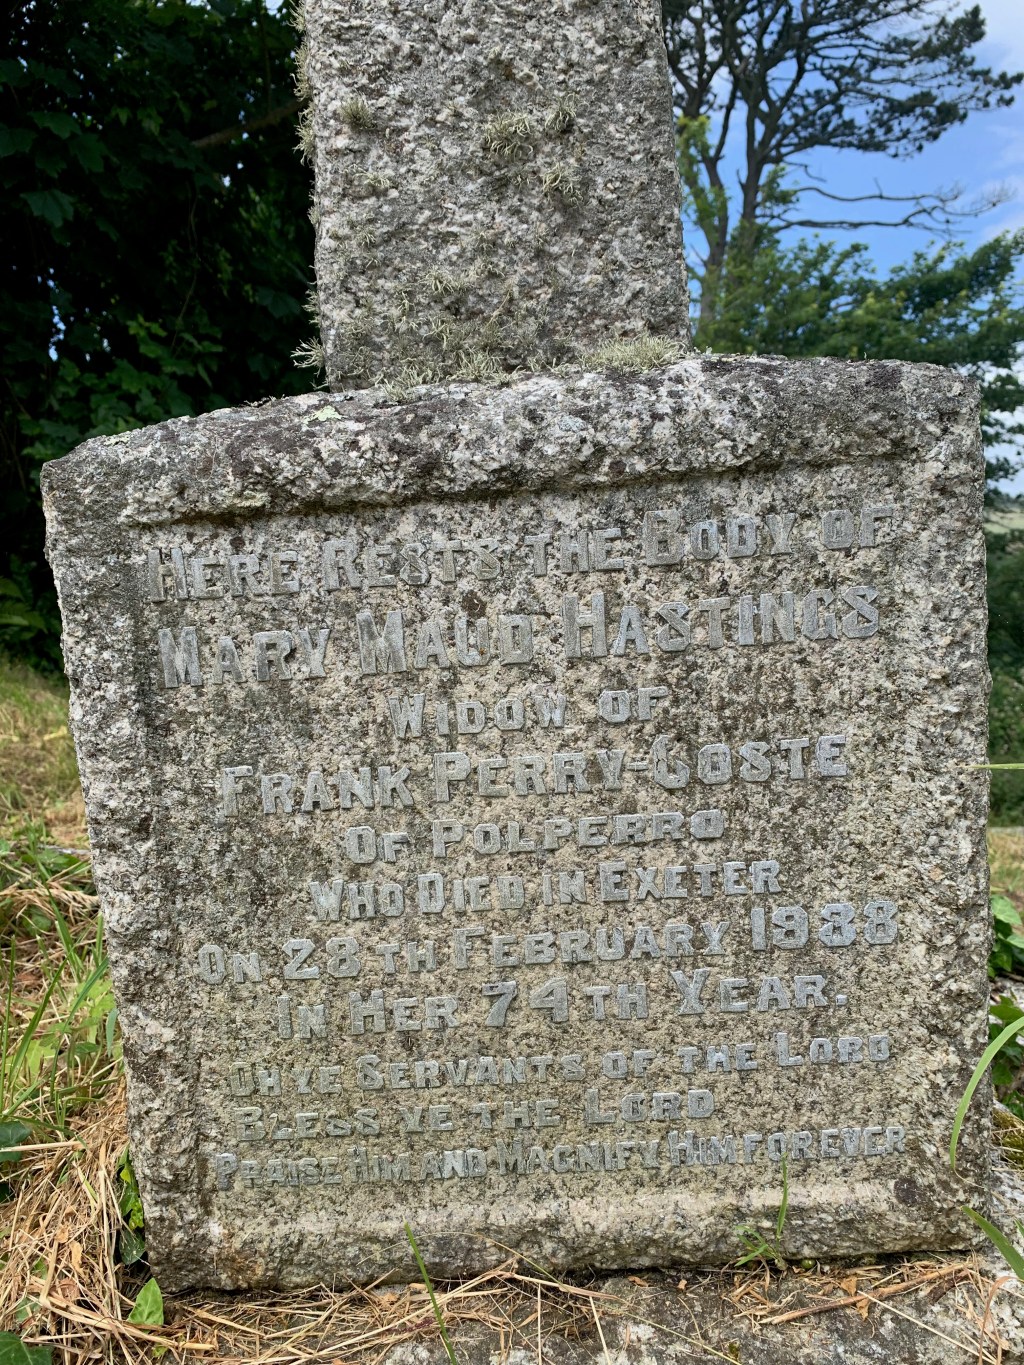 Here Rests the Body of
Mary Maud Hastings
Widow of
Frank Perry-Coste
Of Polperro
Who Died in Exeter
On 28th February 1938
In Her 74th Year.
Oh ye Servants of the Lord
Bless ye the Lord
Praise Him and Magnify Him forever